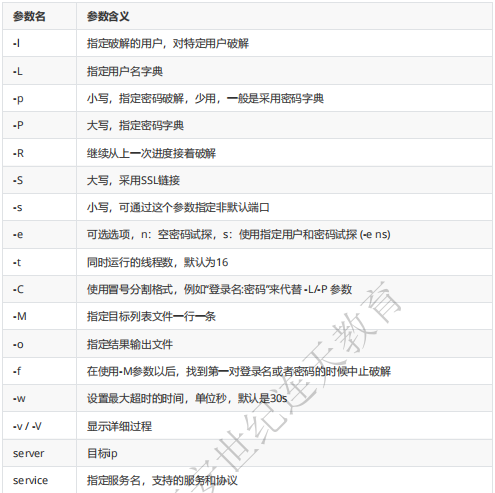 参数名 参数含义
-l 指定破解的用户，对特定用户破解
-L 指定用户名字典
-p 小写，指定密码破解，少用，一般是采用密码字典
-P 大写，指定密码字典
-R 继续从上一次进度接着破解
-S 大写，采用SSL链接
-s 小写，可通过这个参数指定非默认端口
-e 可选选项，n：空密码试探，s：使用指定用户和密码试探 (-e ns)
-t 同时运行的线程数，默认为16
-C 使用冒号分割格式，例如“登录名:密码”来代替 -L/-P 参数
-M 指定目标列表文件一行一条
-o 指定结果输出文件
-f 在使用-M参数以后，找到第一对登录名或者密码的时候中止破解
-w 设置最大超时的时间，单位秒，默认是30s
-v / -V 显示详细过程
server 目标ip
service 指定服务名，支持的服务和协议
安世纪连天教育